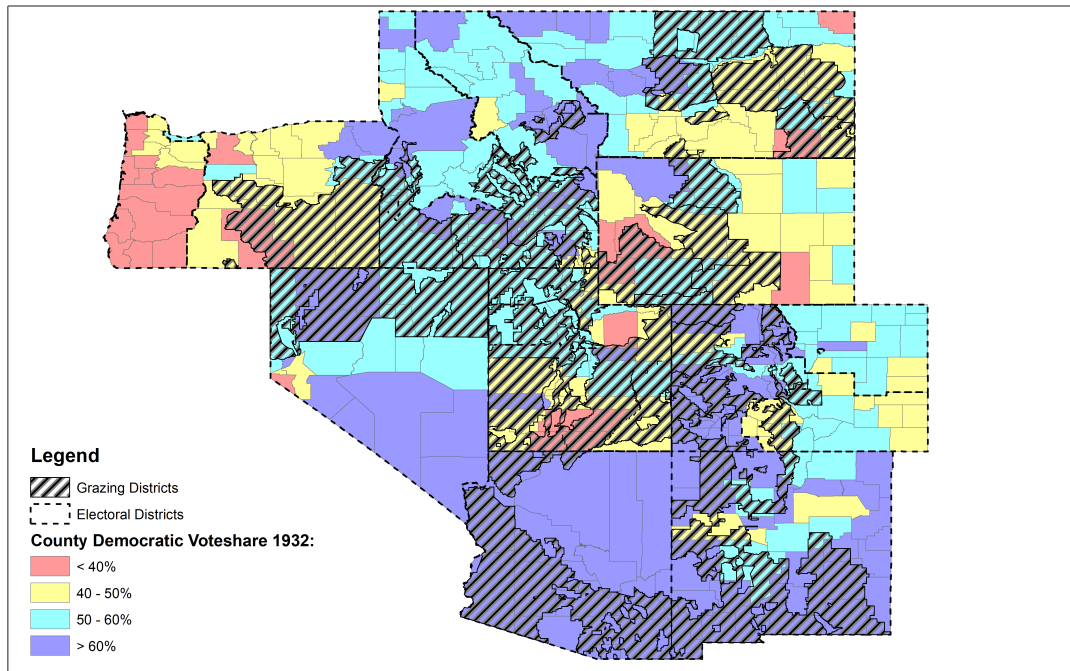 Legend
Grazing Districts
Electoral Districts
County Democratic Voteshare 1932:
< 40%
40 - 50%
50 - 60%
> 60%